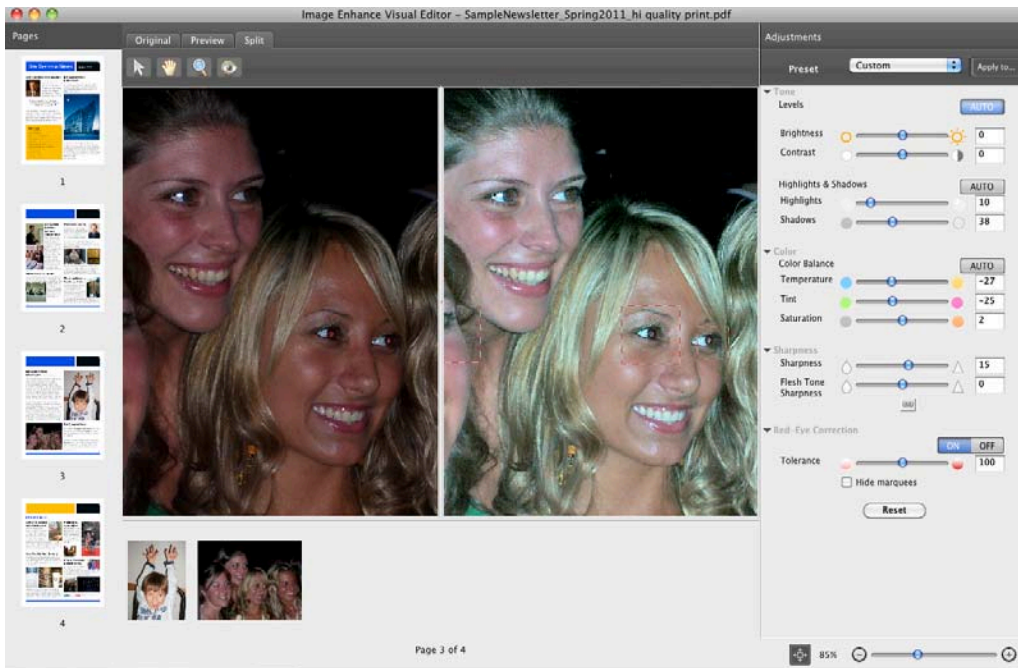 Image Enhance Visual Editor – SampleNewsletter_Spring2011_hi quality print.pdf
Pages
1
2
3
4
Original Preview Split
Page 3 of 4
Adjustments
Preset Custom Apply to...
Tone
Levels AUTO
Brightness 0
Contrast 0
Highlights & Shadows AUTO
Highlights 10
Shadows 38
Color
Color Balance AUTO
Temperature -27
Tint -25
Saturation 2
Sharpness
Sharpness 15
Flesh Tone
Sharpness 0
Red-Eye Correction
ON OFF
Tolerance 100
Hide marquees
Reset
85%